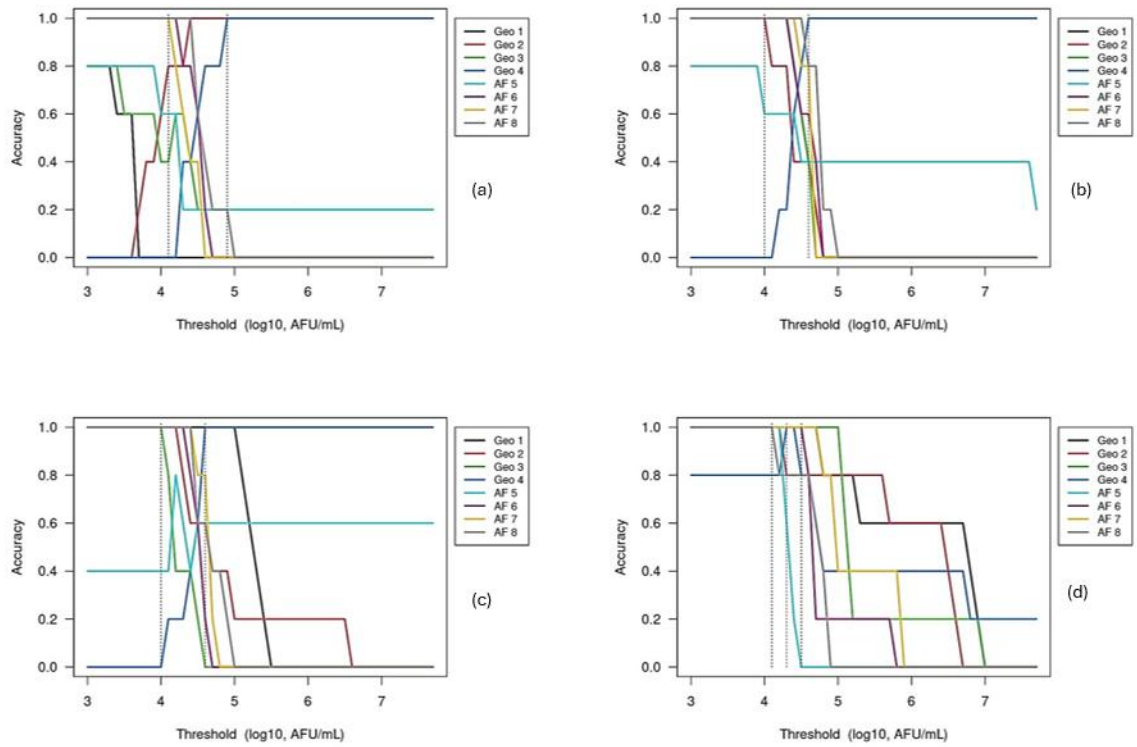 1.0
0.8
0.6
0.4
0.2
0.0
Accuracy
3 4 5 6 7
Threshold (log10, AFU/mL)
Geo 1
Geo 2
Geo 3
Geo 4
AF 5
AF 6
AF 7
AF 8
(a)
1.0
0.8
0.6
0.4
0.2
0.0
Accuracy
3 4 5 6 7
Threshold (log10, AFU/mL)
Geo 1
Geo 2
Geo 3
Geo 4
AF 5
AF 6
AF 7
AF 8
(b)
1.0
0.8
0.6
0.4
0.2
0.0
Accuracy
3 4 5 6 7
Threshold (log10, AFU/mL)
Geo 1
Geo 2
Geo 3
Geo 4
AF 5
AF 6
AF 7
AF 8
(c)
1.0
0.8
0.6
0.4
0.2
0.0
Accuracy
3 4 5 6 7
Threshold (log10, AFU/mL)
Geo 1
Geo 2
Geo 3
Geo 4
AF 5
AF 6
AF 7
AF 8
(d)